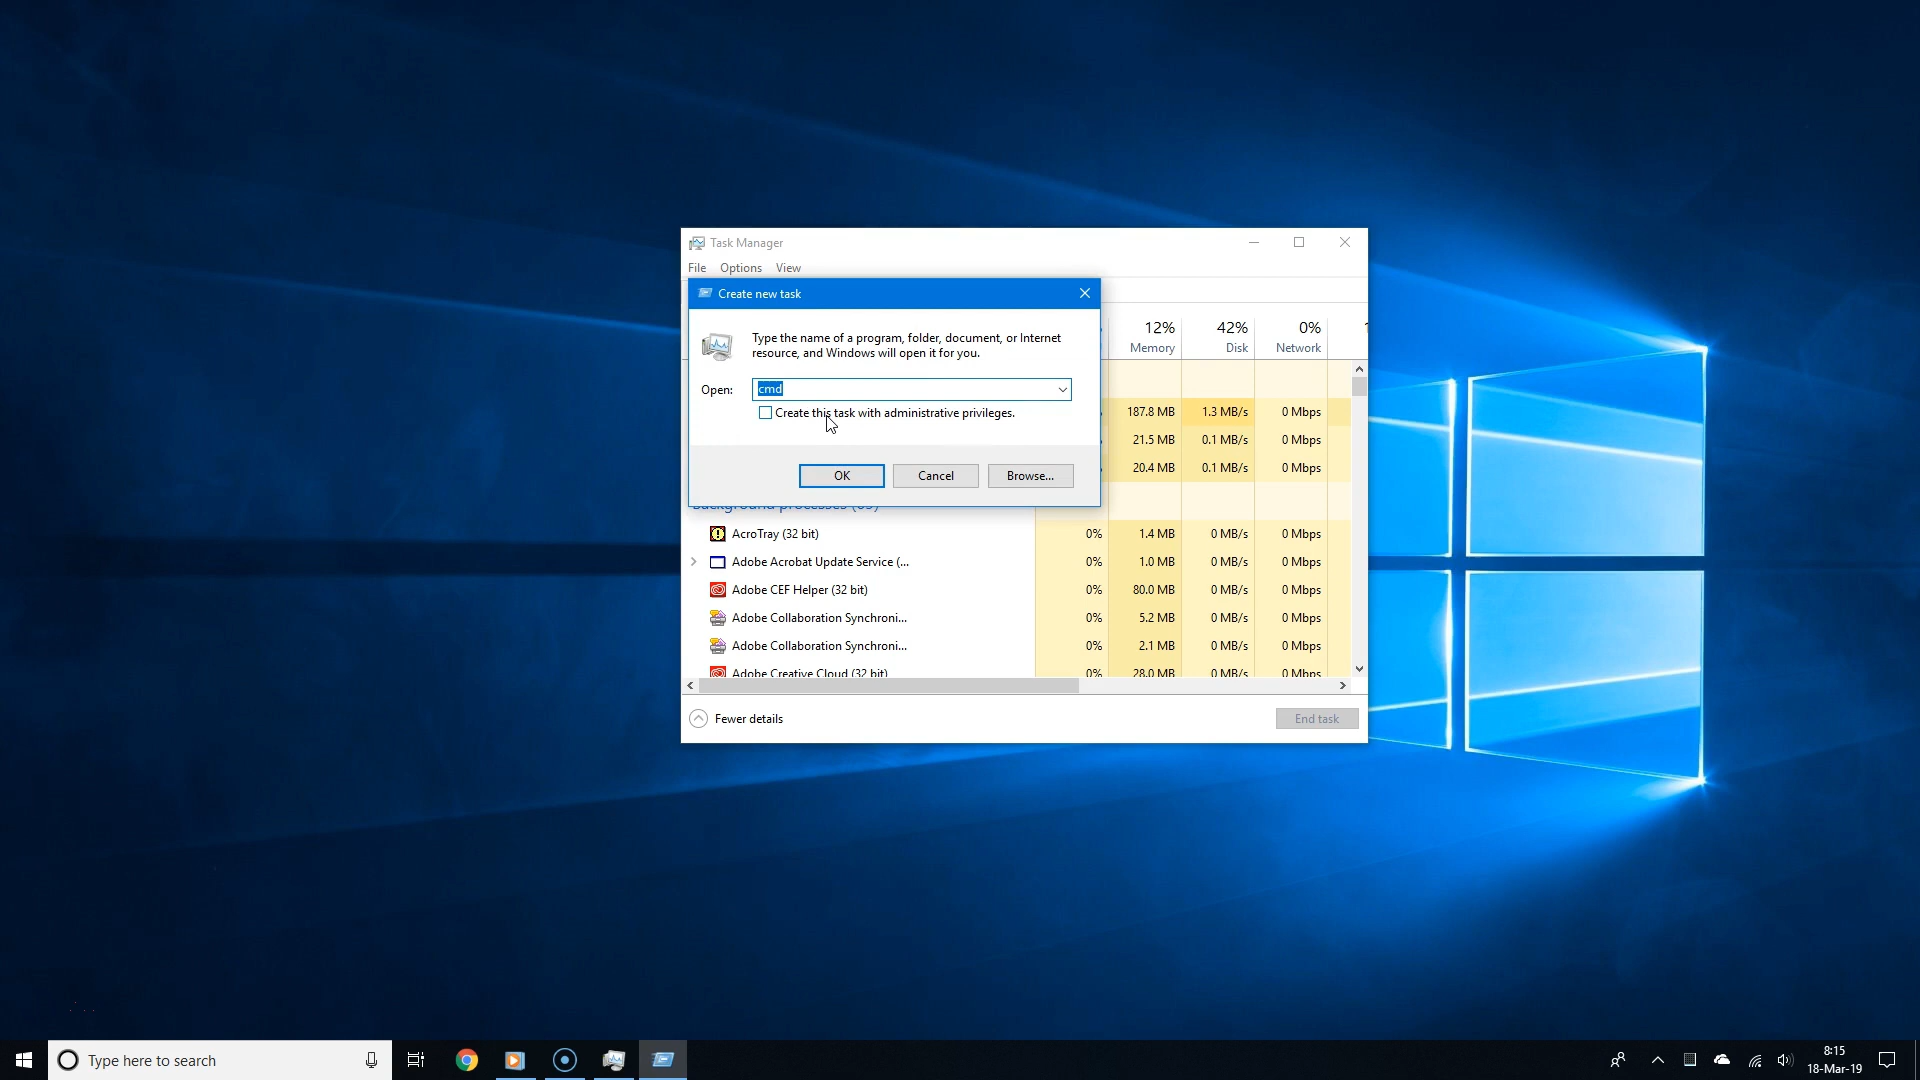 Task Manager
File Options View
Create new task
Type the name of a program, folder, document, or Internet
resource, and Windows will open it for you.
Open: cmd
Create this task with administrative privileges.
OK Cancel Browse...
12% 42% 0%
Memory Disk Network
187.8 MB 1.3 MB/s 0 Mbps
21.5 MB 0.1 MB/s 0 Mbps
20.4 MB 0.1 MB/s 0 Mbps
AcroTray (32 bit) 0% 1.4 MB 0 MB/s 0 Mbps
Adobe Acrobat Update Service (... 0% 1.0 MB 0 MB/s 0 Mbps
Adobe CEF Helper (32 bit) 0% 80.0 MB 0 MB/s 0 Mbps
Adobe Collaboration Synchroni... 0% 5.2 MB 0 MB/s 0 Mbps
Adobe Collaboration Synchroni... 0% 2.1 MB 0 MB/s 0 Mbps
Adobe Creative Cloud (32 bit) 0% 28.0 MB 0 MB/s 0 Mbps
Fewer details End task
Type here to search
8:15
18-Mar-19